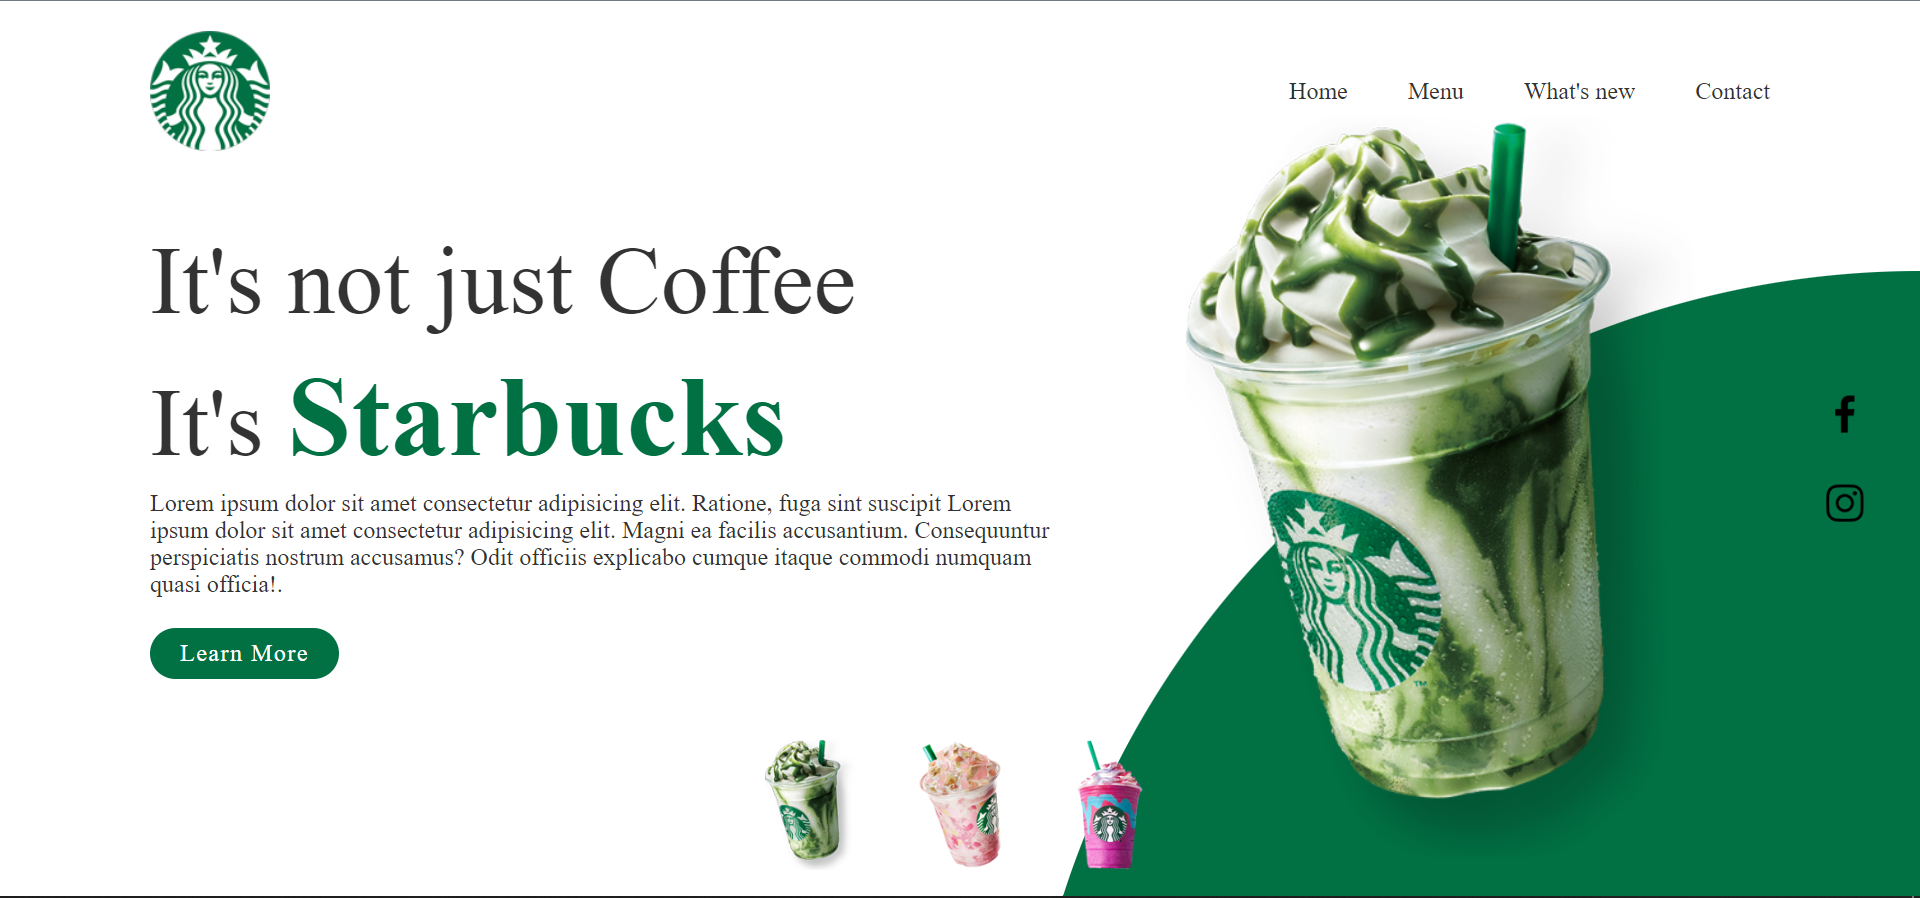 Home Menu What's new Contact
It's not just Coffee
It's Starbucks
Lorem ipsum dolor sit amet consectetur adipisicing elit. Ratione, fuga sint suscipit Lorem
ipsum dolor sit amet consectetur adipisicing elit. Magni ea facilis accusantium. Consequuntur
perspiciatis nostrum accusamus? Odit officiis explicabo cumque itaque commodi numquam
quasi officia!.
Learn More
TM